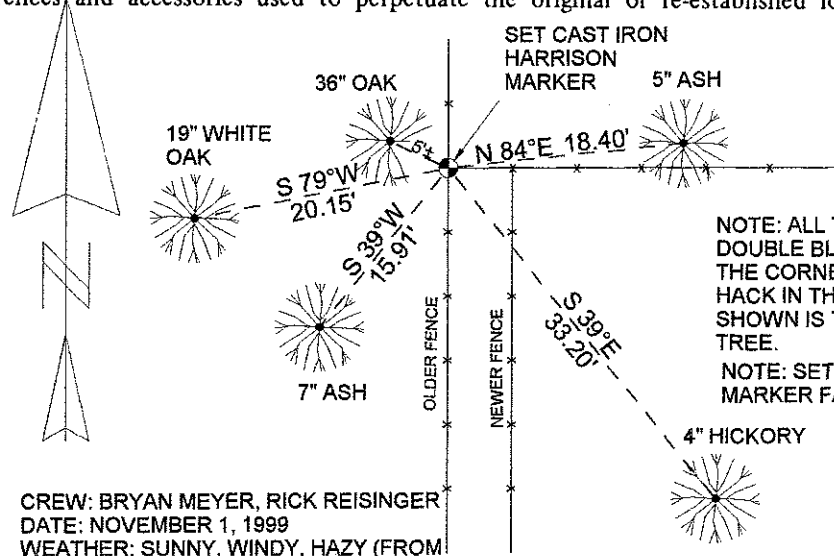 ences and accessories used to perpetuate the original or re-established lo
SET CAST IRON
HARRISON
MARKER
36" OAK
5" ASH
19" WHITE
OAK
5'±
N 84°E 18.40'
S 79°W
20.15'
S 39°W
15.91'
N
NOTE: ALL
DOUBLE BL
THE CORNE
HACK IN TH
SHOWN IS
TREE.
S 39°E
33.20'
OLDER FENCE
NEWER FENCE
7" ASH
NOTE: SET
MARKER FA
4" HICKORY
CREW: BRYAN MEYER, RICK REISINGER
DATE: NOVEMBER 1, 1999
WEATHER: SUNNY, WINDY, HAZY (FROM